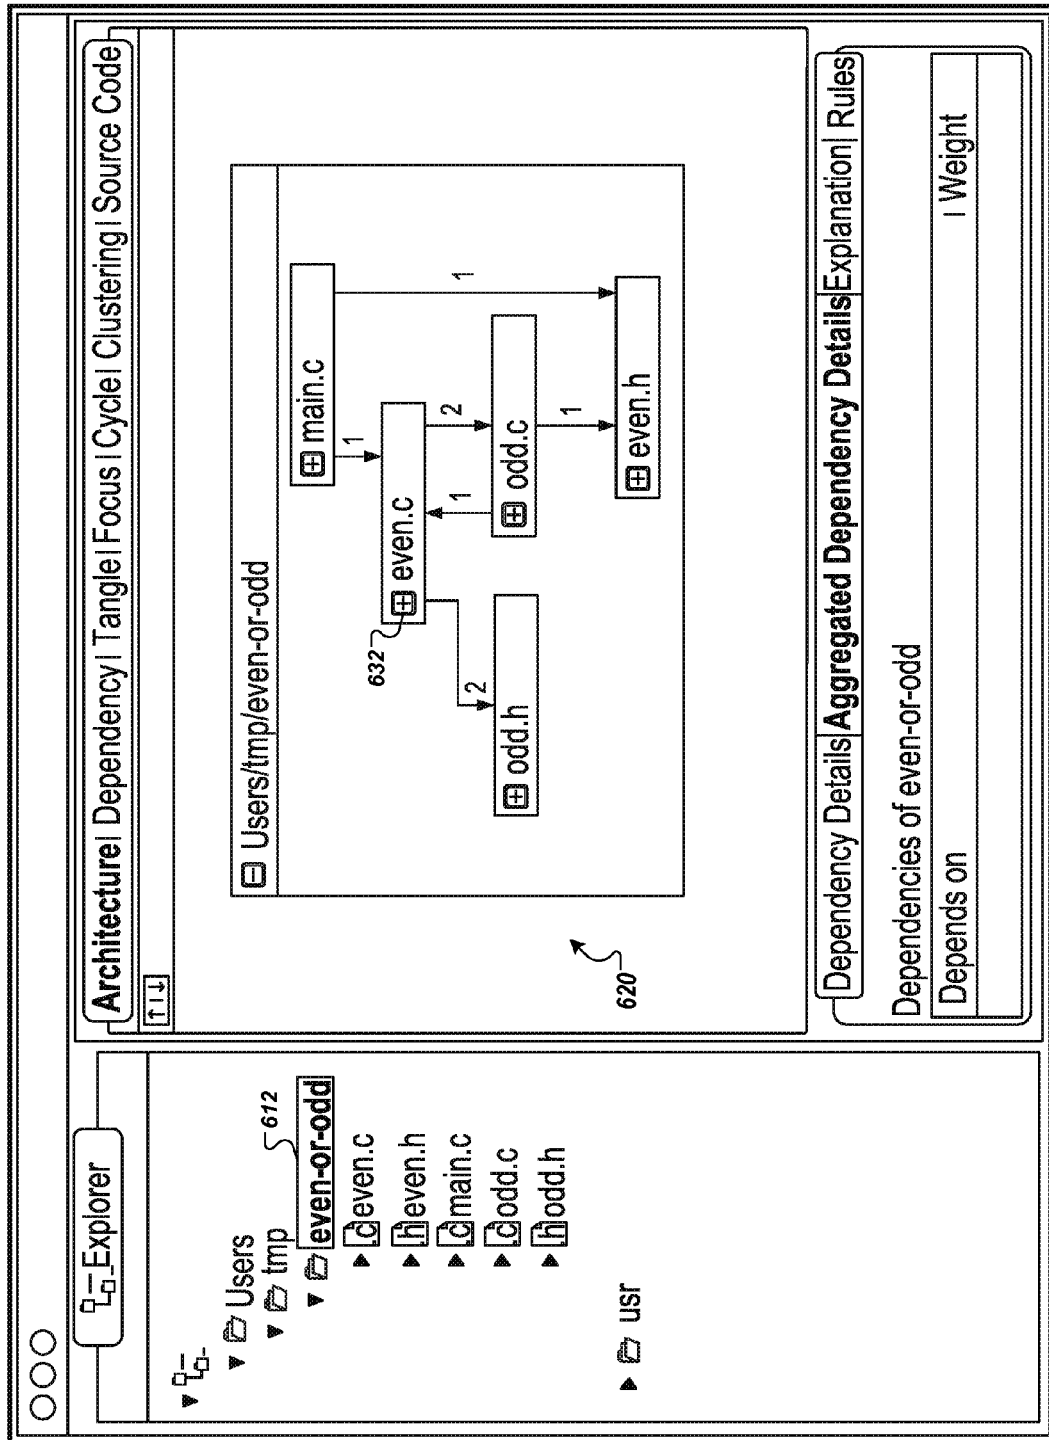 Explorer
Users
tmp
612
even-or-odd
.c even.c
.h even.h
.c main.c
.c odd.c
.h odd.h
usr
Architecture | Dependency | Tangle | Focus | Cycle | Clustering | Source Code
Users/tmp/even-or-odd
main.c
1
1
632
even.c
2
1
odd.h
2
odd.c
1
even.h
620
Dependency Details | Aggregated Dependency Details | Explanation | Rules
Dependencies of even-or-odd
Depends on | Weight